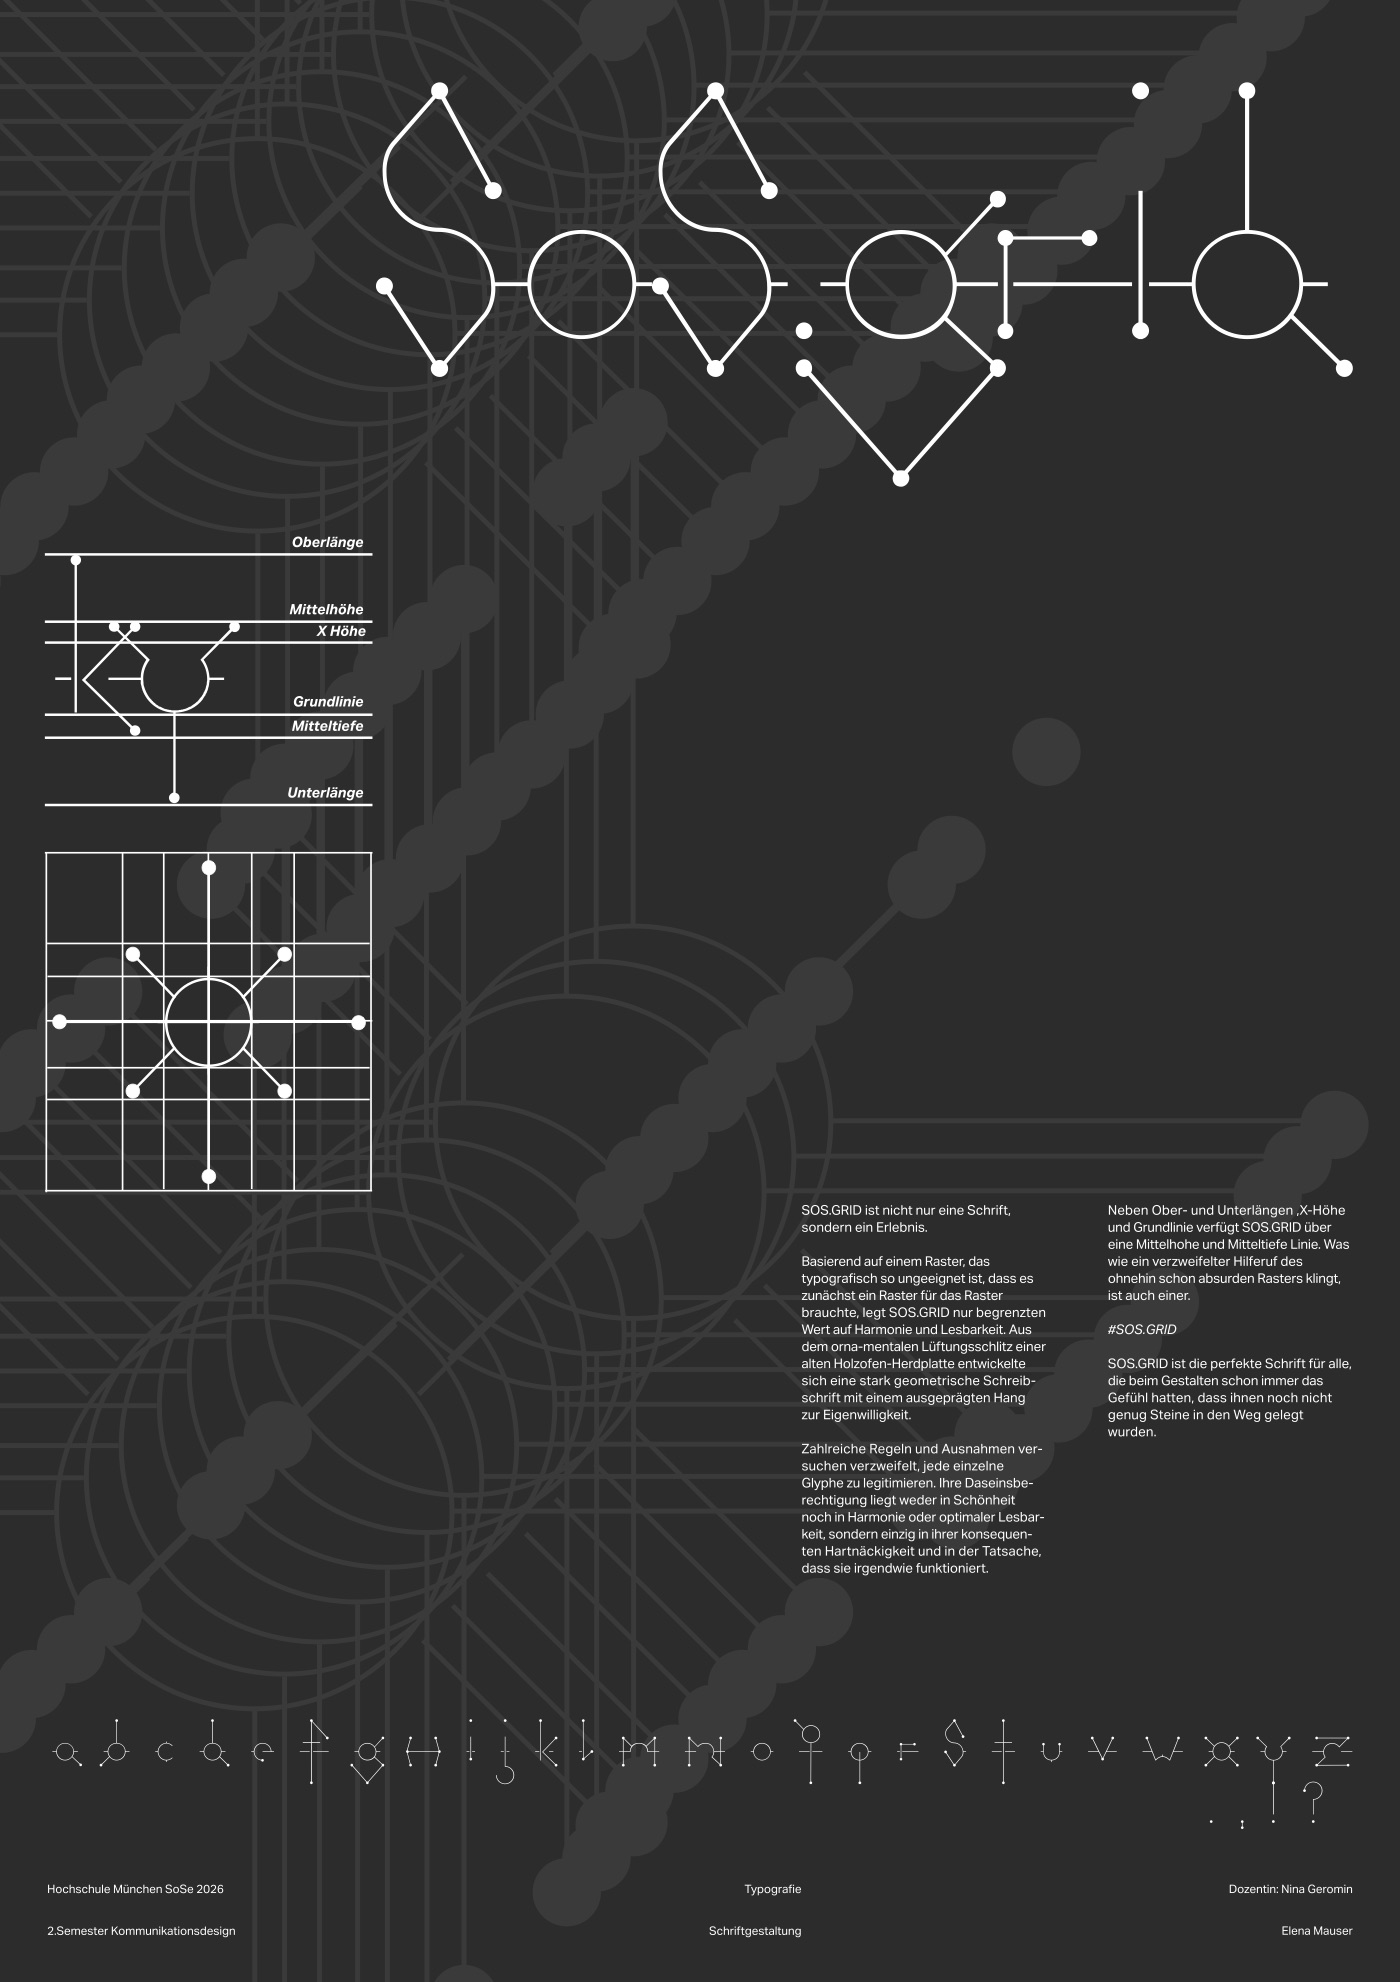 SOS.grid
Oberlänge
Mittelhöhe
X Höhe
Grundlinie
Mitteltiefe
Unterlänge
SOS.GRID ist nicht nur eine Schrift,
sondern ein Erlebnis.
Basierend auf einem Raster, das
typografisch so ungeeignet ist, dass es
zunächst ein Raster für das Raster
brauchte, legt SOS.GRID nur begrenzten
Wert auf Harmonie und Lesbarkeit. Aus
dem orna-mentalen Lüftungsschlitz einer
alten Holzofen-Herdplatte entwickelte
sich eine stark geometrische Schreib-
schrift mit einem ausgeprägten Hang
zur Eigenwilligkeit.
Zahlreiche Regeln und Ausnahmen ver-
suchen verzweifelt, jede einzelne
Glyphe zu legitimieren. Ihre Daseinsbe-
rechtigung liegt weder in Schönheit
noch in Harmonie oder optimaler Lesbar-
keit, sondern einzig in ihrer konsequen-
ten Hartnäckigkeit und in der Tatsache,
dass sie irgendwie funktioniert.
Neben Ober- und Unterlängen ,X-Höhe
und Grundlinie verfügt SOS.GRID über
eine Mittelhohe und Mitteltiefe Linie. Was
wie ein verzweifelter Hilferuf des
ohnehin schon absurden Rasters klingt,
ist auch einer.
#SOS.GRID
SOS.GRID ist die perfekte Schrift für alle,
die beim Gestalten schon immer das
Gefühl hatten, dass ihnen noch nicht
genug Steine in den Weg gelegt
wurden.
a b c d e f g h i j k l m n o p q r s t u v w x y z
. , ! ?
Hochschule München SoSe 2026
Typografie
Dozentin: Nina Geromin
2.Semester Kommunikationsdesign
Schriftgestaltung
Elena Mauser